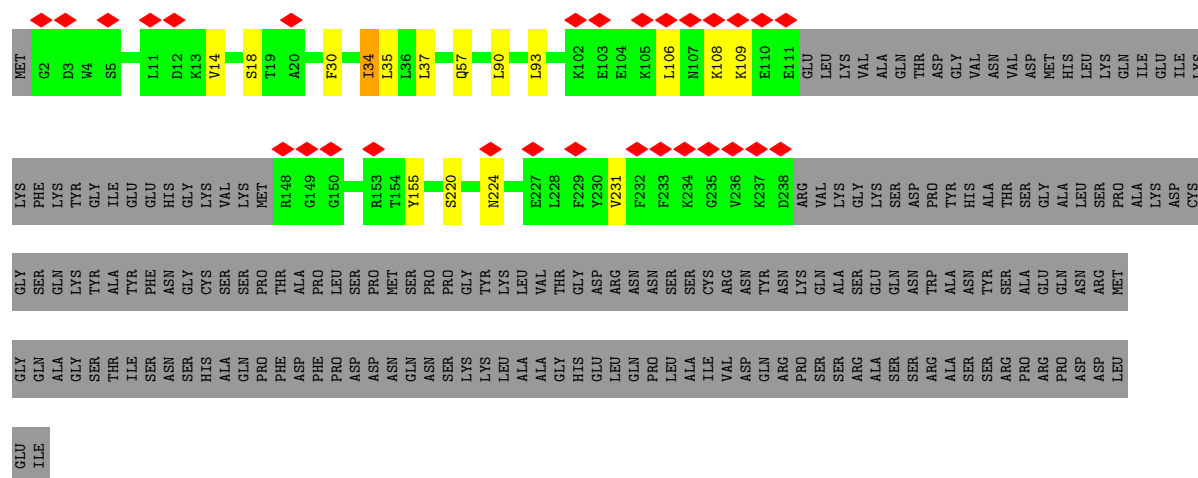 MET G2 D3 W4 S5 L11 D12 K13 V14 S18 T19 A20 F30 I34 L35 L36 L37 Q57 L90 L93 K102 E103 E104 K105 L106 N107 K108 K109 E110 E111 GLU LEU LYS VAL ALA GLN THR ASP GLY VAL ASN VAL ASP MET HIS LEU LYS GLN ILE GLU ILE LYS
LYS PHE LYS TYR GLY ILE GLU GLU HIS GLY LYS VAL LYS MET R148 G149 G150 R153 T154 Y155 S220 N224 E227 L228 F229 Y230 V231 F232 F233 K234 G235 V236 K237 D238 ARG VAL LYS GLY LYS SER ASP PRO TYR HIS ALA THR SER GLY ALA LEU SER PRO ALA LYS ASP CYS
GLY SER GLN LYS TYR ALA TYR PHE ASN GLY CYS SER SER PRO THR ALA PRO LEU SER PRO MET SER PRO PRO GLY TYR LYS LEU VAL THR GLY ASP ARG ASN ASN SER SER CYS ARG ASN TYR ASN LYS GLN ALA SER GLU GLN ASN TRP ALA ASN TYR SER ALA GLU GLN ASN ARG MET
GLY GLN ALA GLY SER THR ILE SER ASN SER HIS ALA GLN PRO PHE ASP PHE PRO ASP ASP ASN GLN ASN SER LYS LYS LEU ALA ALA GLY HIS GLU LEU GLN PRO LEU ALA ILE VAL ASP GLN ARG PRO SER SER ARG ALA SER SER ARG ALA SER SER ARG PRO ARG PRO ASP ASP LEU
GLU ILE